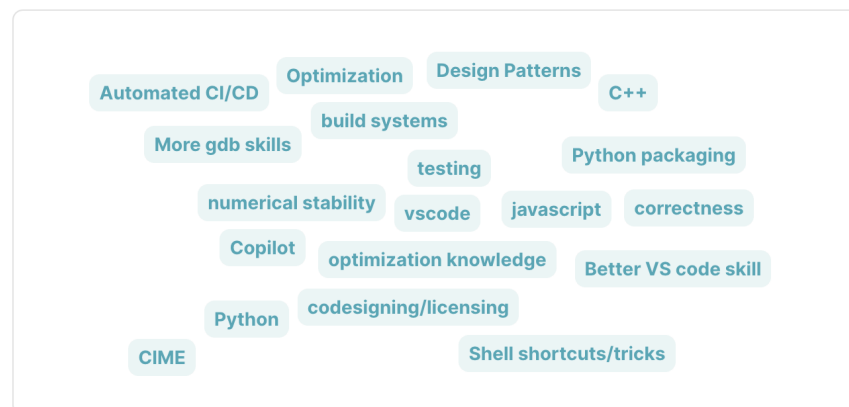 Design Patterns
Optimization
Automated CI/CD
C++
build systems
More gdb skills
Python packaging
testing
numerical stability
vscode
javascript
correctness
Copilot
optimization knowledge
Better VS code skill
codesigning/licensing
Python
CIME
Shell shortcuts/tricks